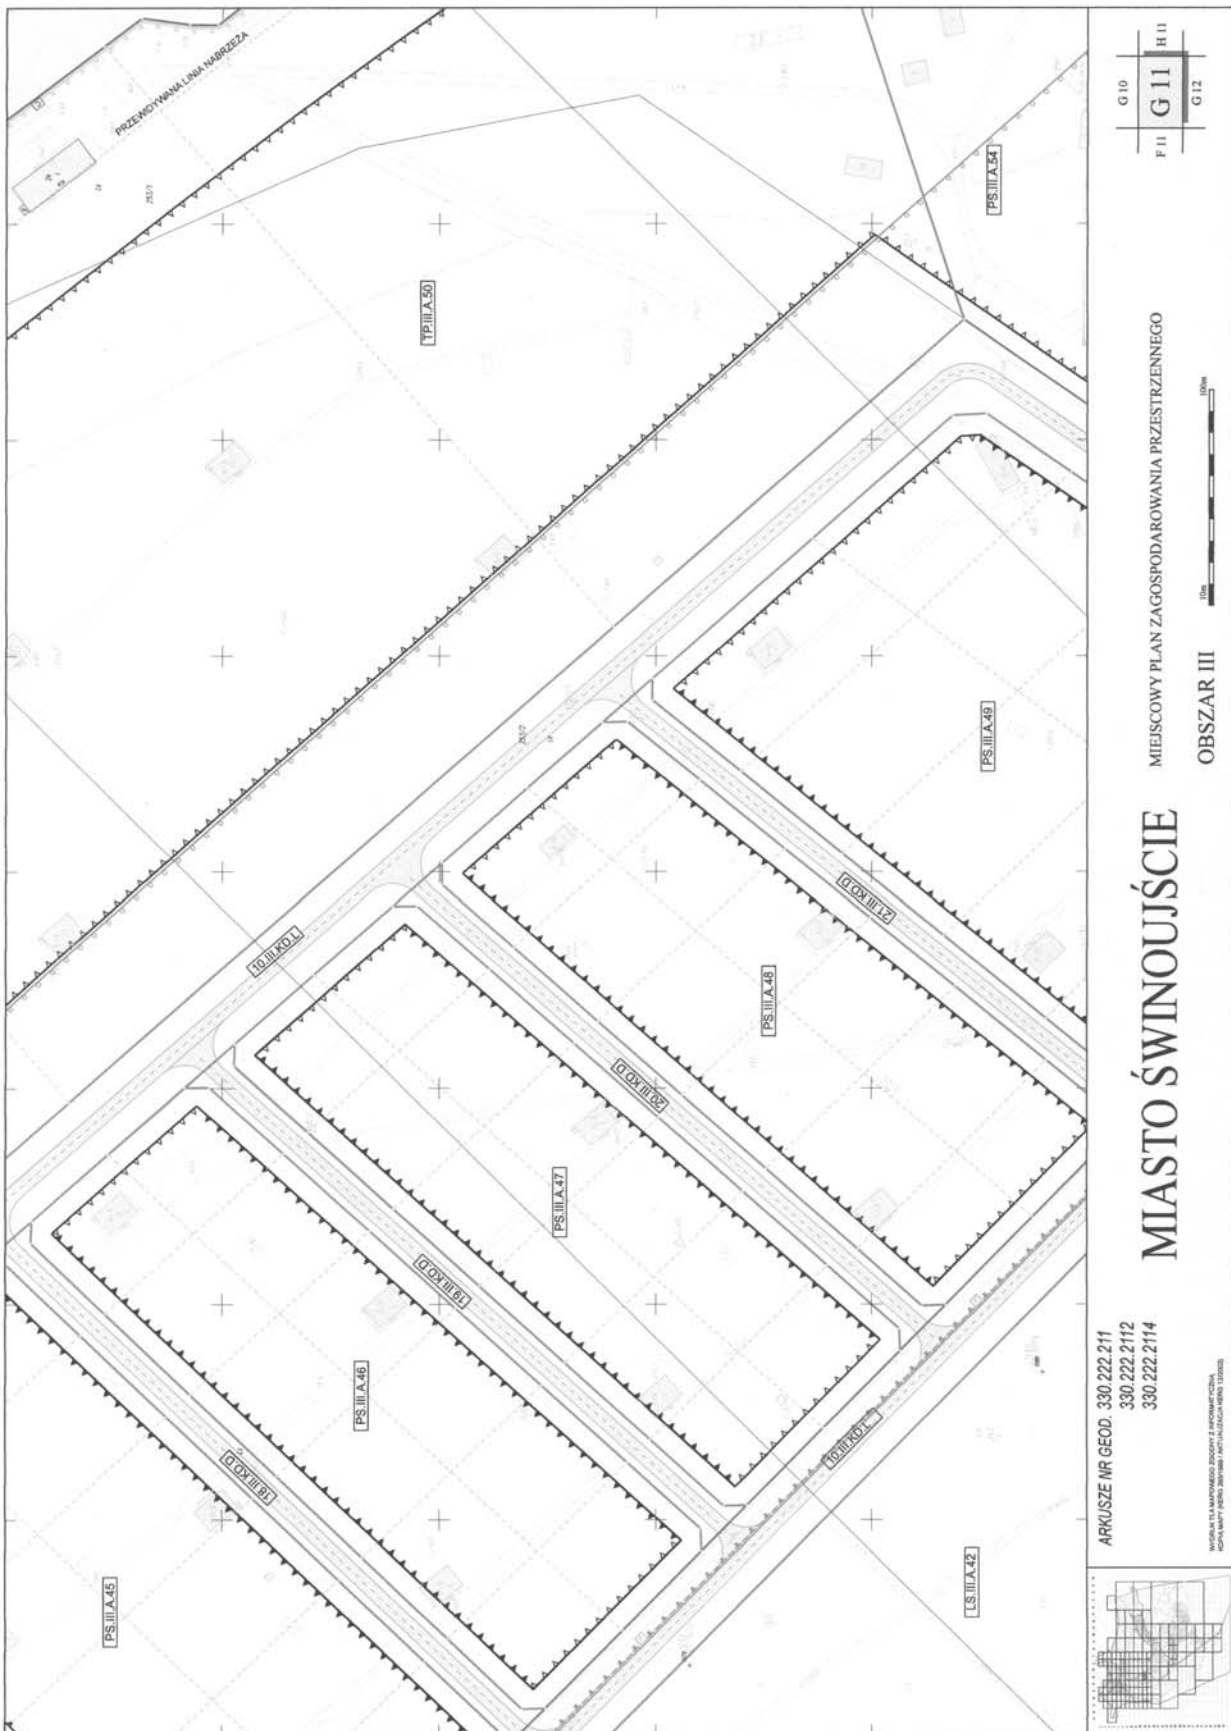 PRZEWIDYWANA LINIA NABRZEŻA
TP.III.A.50
PS.III.A.54
10.III.KD.L
PS.III.A.49
21.III.KD.D
PS.III.A.48
20.III.KD.D
PS.III.A.47
19.III.KD.D
PS.III.A.46
18.III.KD.D
PS.III.A.45
10.III.KD.L
LS.III.A.42
ARKUSZE NR GEOD. 330.222.211
330.222.2112
330.222.2114
MIASTO ŚWINOUJŚCIE
MIEJSCOWY PLAN ZAGOSPODAROWANIA PRZESTRZENNEGO
OBSZAR III
10m 100m
G 10
F 11 G 11 H 11
G 12